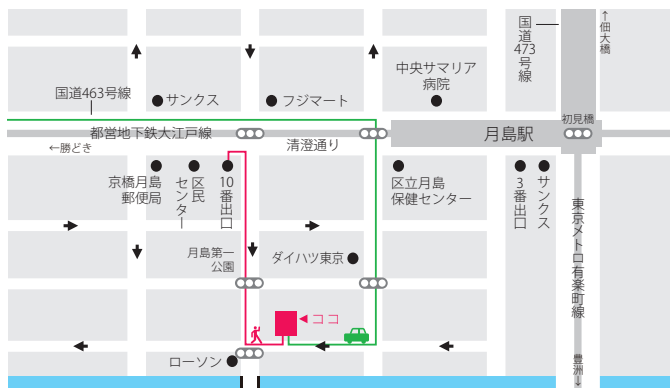 国道473号線
↑佃大橋
中央サマリア
病院
国道463号線
サンクス
フジマート
初見橋
都営地下鉄大江戸線
清澄通り
月島駅
←勝どき
京橋月島
郵便局
区民
センター
10番出口
区立月島
保健センター
3番出口
サンクス
東京メトロ有楽町線
月島第一
公園
ダイハツ東京
ココ
ローソン
豊洲↓